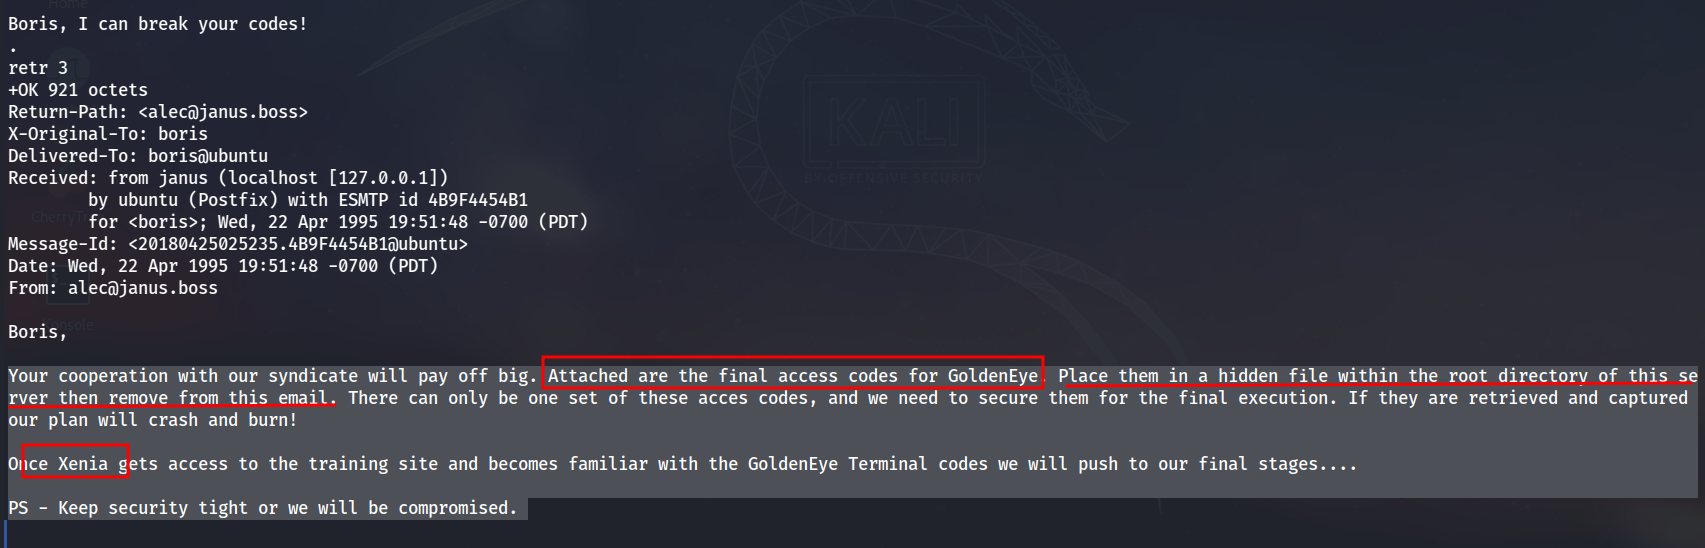 Home
Boris, I can break your codes!
.
retr 3
+OK 921 octets
Return-Path: <alec@janus.boss>
X-Original-To: boris
Delivered-To: boris@ubuntu
Received: from janus (localhost [127.0.0.1])
by ubuntu (Postfix) with ESMTP id 4B9F4454B1
for <boris>; Wed, 22 Apr 1995 19:51:48 -0700 (PDT)
Message-Id: <20180425025235.4B9F4454B1@ubuntu>
Date: Wed, 22 Apr 1995 19:51:48 -0700 (PDT)
From: alec@janus.boss
KALI
BY OFFENSIVE SECURITY
Boris,
Your cooperation with our syndicate will pay off big. Attached are the final access codes for GoldenEye. Place them in a hidden file within the root directory of this se
rver then remove from this email. There can only be one set of these acces codes, and we need to secure them for the final execution. If they are retrieved and captured
our plan will crash and burn!
Once Xenia gets access to the training site and becomes familiar with the GoldenEye Terminal codes we will push to our final stages....
PS - Keep security tight or we will be compromised.